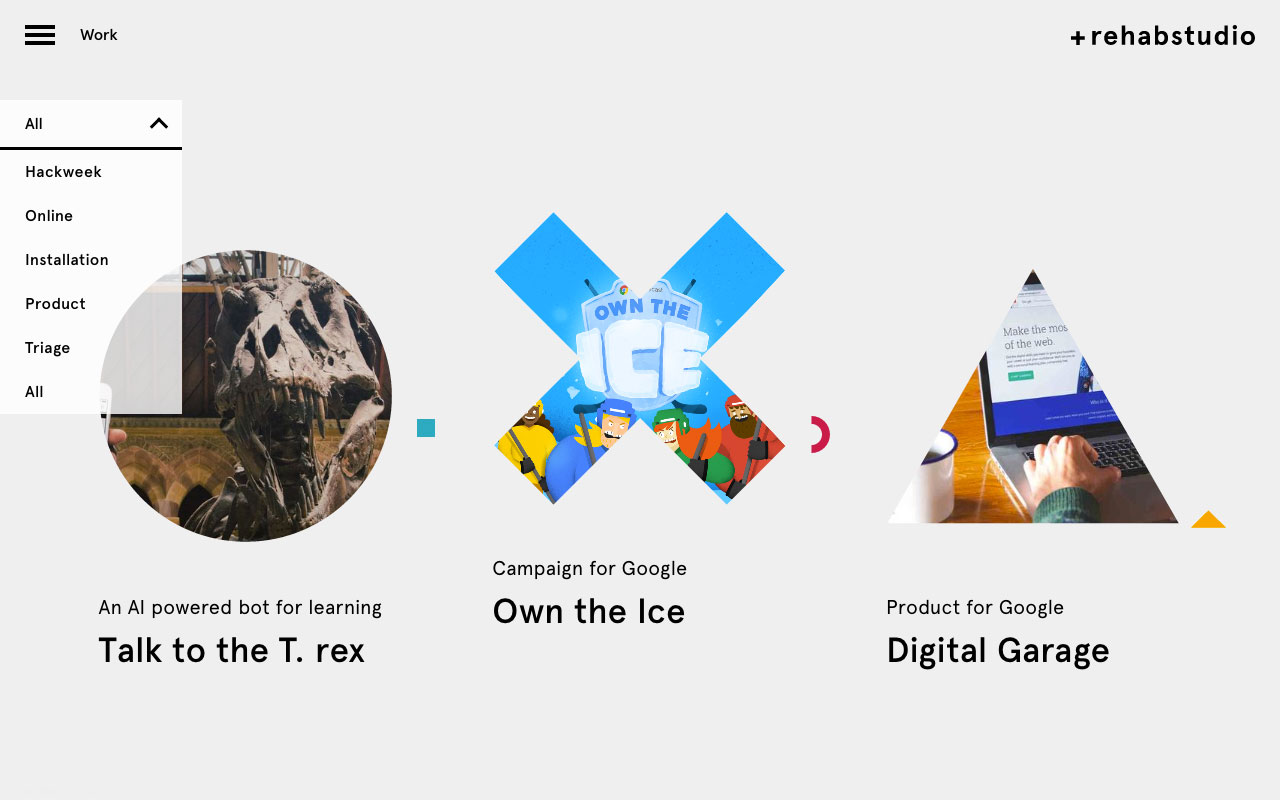 Work
+rehabstudio
All
Hackweek
Online
Installation
Product
Triage
All
OWN THE
ICE
Make the mos
of the web
An AI powered bot for learning
Talk to the T. rex
Campaign for Google
Own the Ice
Product for Google
Digital Garage